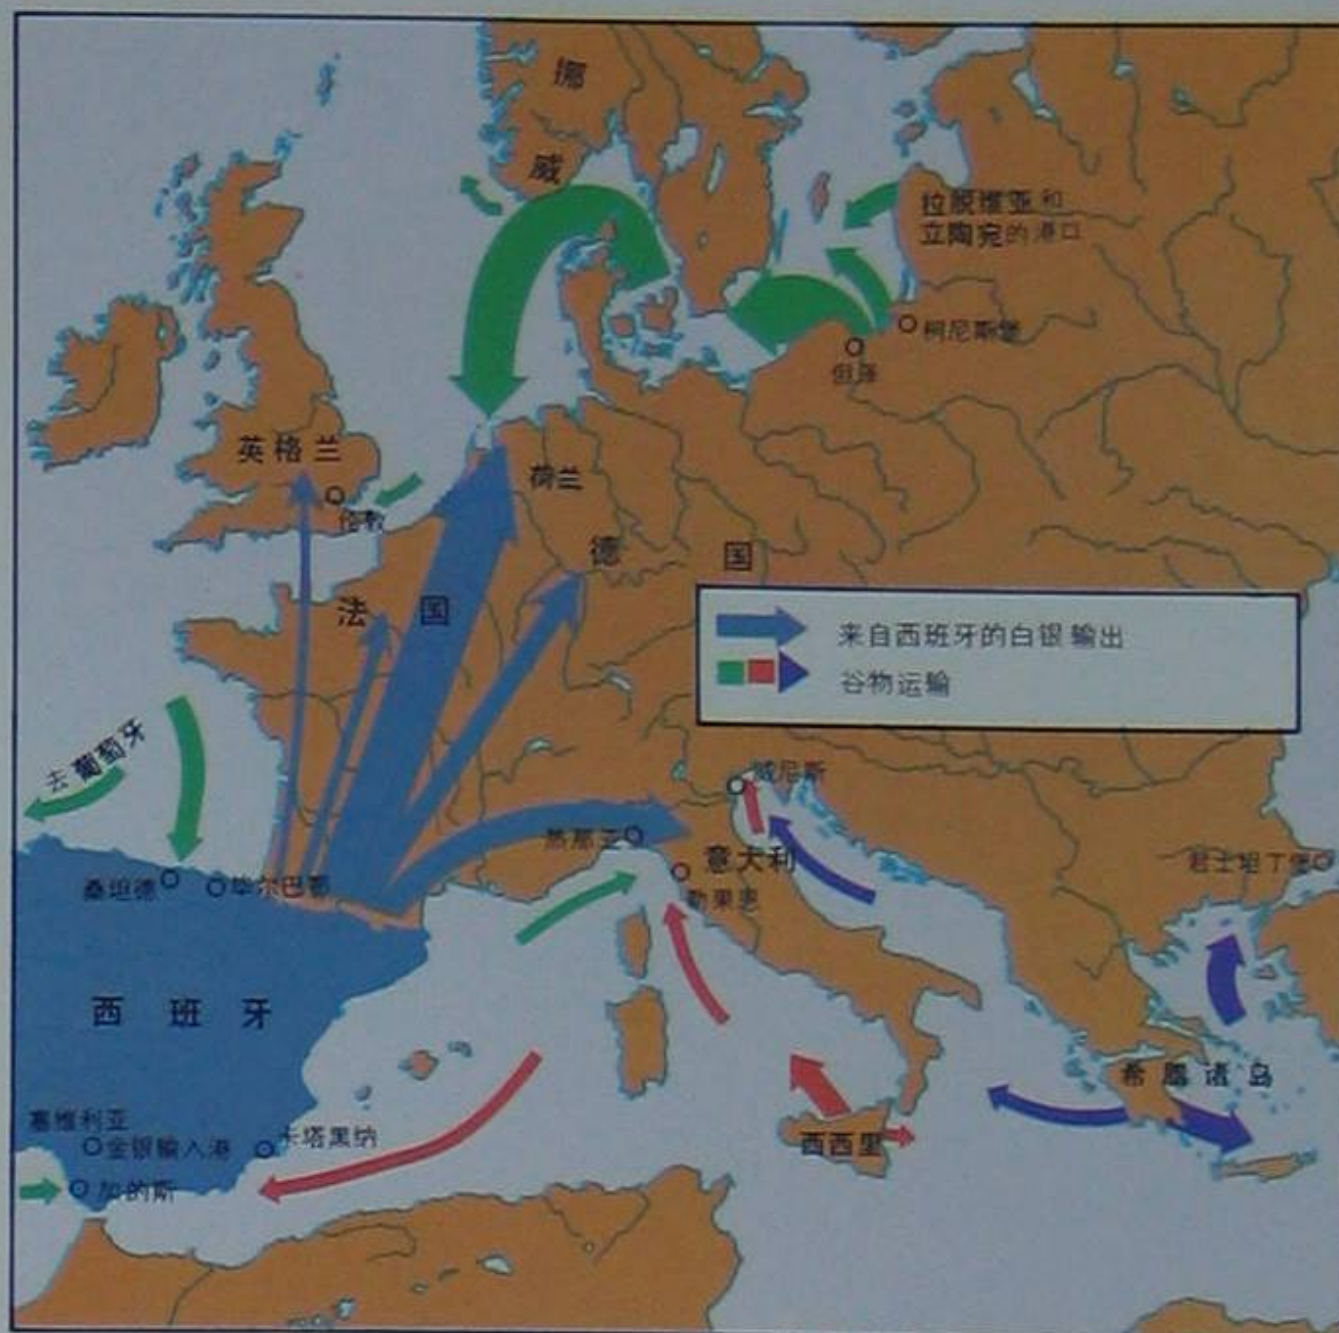 挪
威
拉脱维亚和
立陶宛的港口
柯尼斯堡
但泽
英格兰
荷兰
伦敦
德国
法国
来自西班牙的白银输出
谷物运输
去葡萄牙
威尼斯
热那亚
意大利
君士坦丁堡
桑坦德
毕尔巴鄂
勒果恩
西班牙
希腊诸岛
塞维利亚
金银输入港
卡塔黑纳
西西里
加的斯